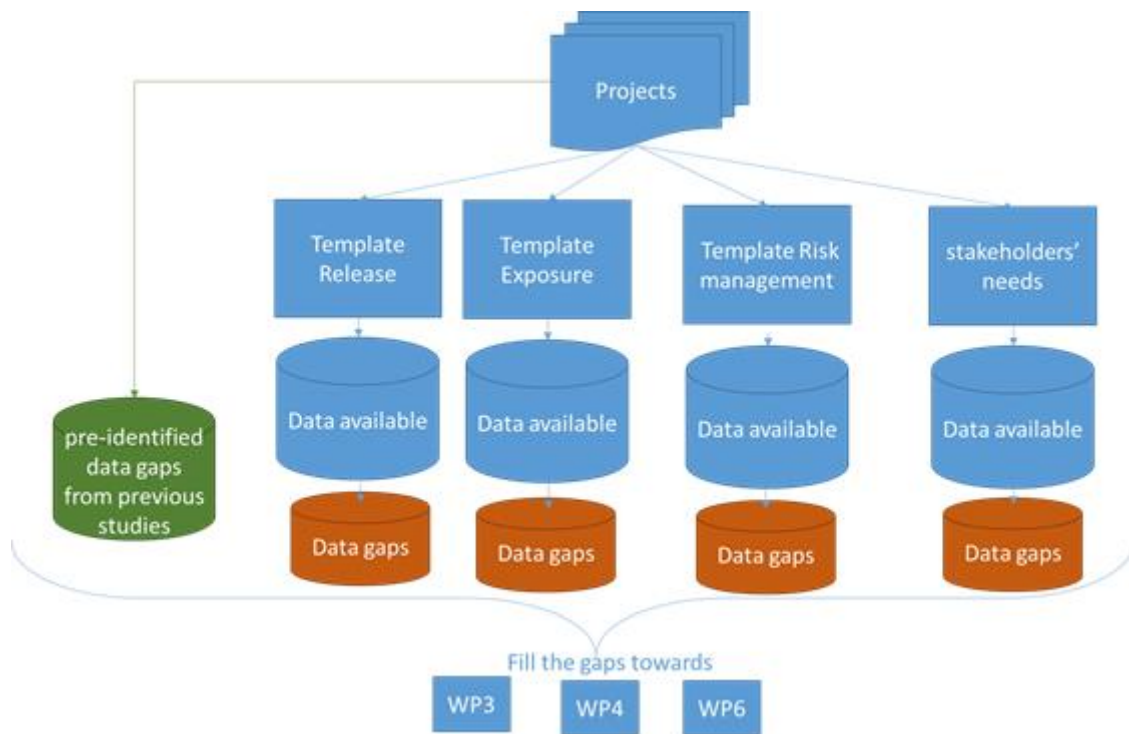 Projects
Template
Release
Template
Exposure
Template Risk
management
stakeholders'
needs
Data available
Data available
Data available
Data available
pre-identified
data gaps
from previous
studies
Data gaps
Data gaps
Data gaps
Data gaps
Fill the gaps towards
WP3
WP4
WP6